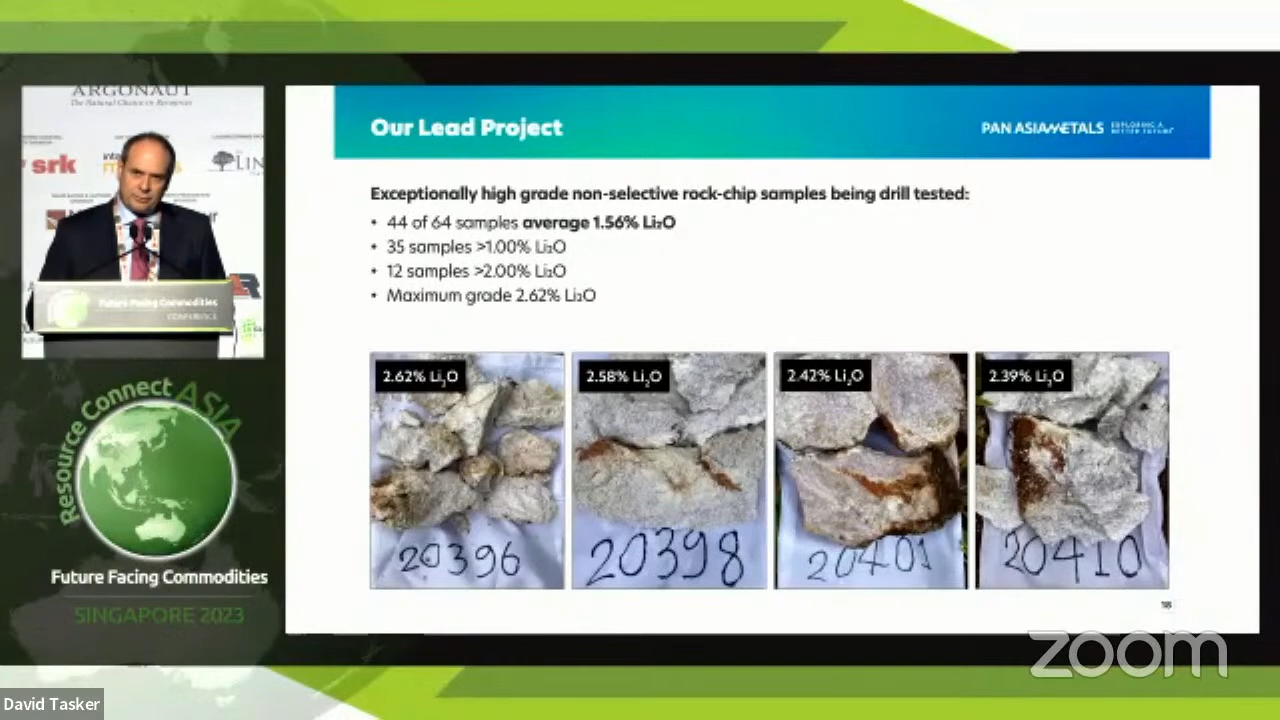 ARGONAUT
The Natural Choice in Resources
srk
Future Facing Commodities
CONFERENCE
Resource Connect ASIA
Future Facing Commodities
SINGAPORE 2023
Our Lead Project
PAN ASIA METALS EXPLORING A
BETTER FUTURE
Exceptionally high grade non-selective rock-chip samples being drill tested:
• 44 of 64 samples average 1.56% Li₂O
• 35 samples >1.00% Li₂O
• 12 samples >2.00% Li₂O
• Maximum grade 2.62% Li₂O
2.62% Li₂O
2.58% Li₂O
2.42% Li₂O
2.39% Li₂O
20396
20398
20401
20410
18
zoom
David Tasker